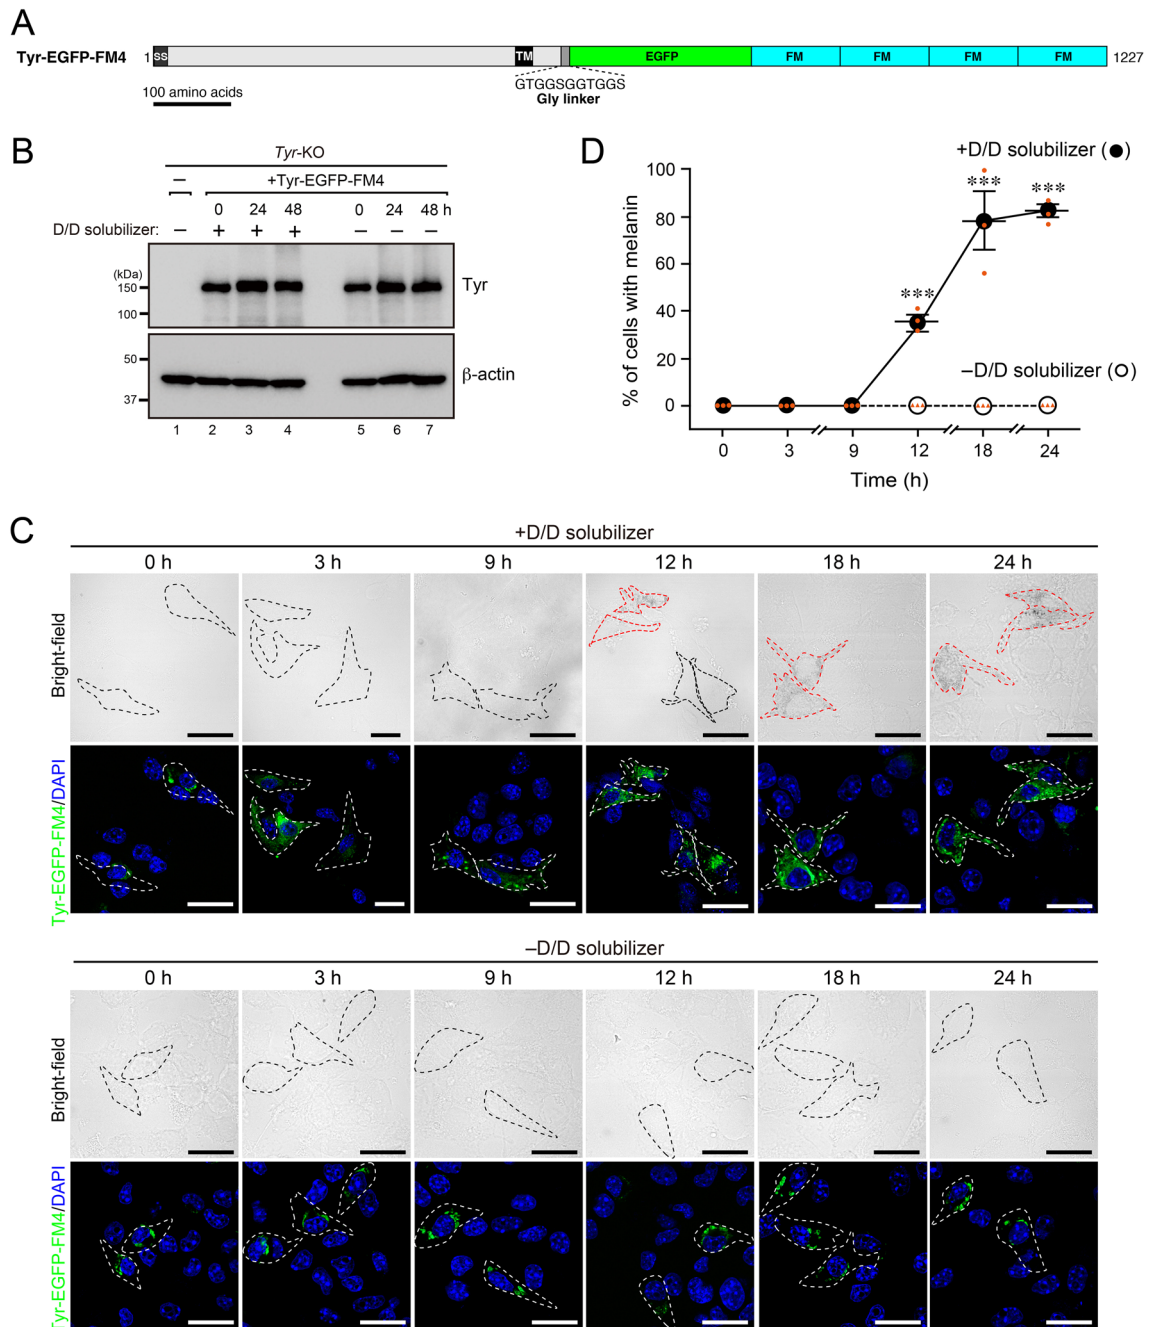 A
Tyr-EGFP-FM4
1
SS
TM
EGFP
FM
FM
FM
FM
1227
GTGGSGGTGGS
Gly linker
100 amino acids
B
Tyr-KO
–
+Tyr-EGFP-FM4
0 24 48 0 24 48 h
D/D solubilizer: – + + + – – –
(kDa)
150
100
Tyr
50
37
β-actin
1 2 3 4 5 6 7
D
+D/D solubilizer (●)
–D/D solubilizer (○)
% of cells with melanin
100
80
60
40
20
0
***
***
***
0 3 9 12 18 24
Time (h)
C
+D/D solubilizer
0 h 3 h 9 h 12 h 18 h 24 h
Bright-field
Tyr-EGFP-FM4/DAPI
–D/D solubilizer
0 h 3 h 9 h 12 h 18 h 24 h
Bright-field
Tyr-EGFP-FM4/DAPI